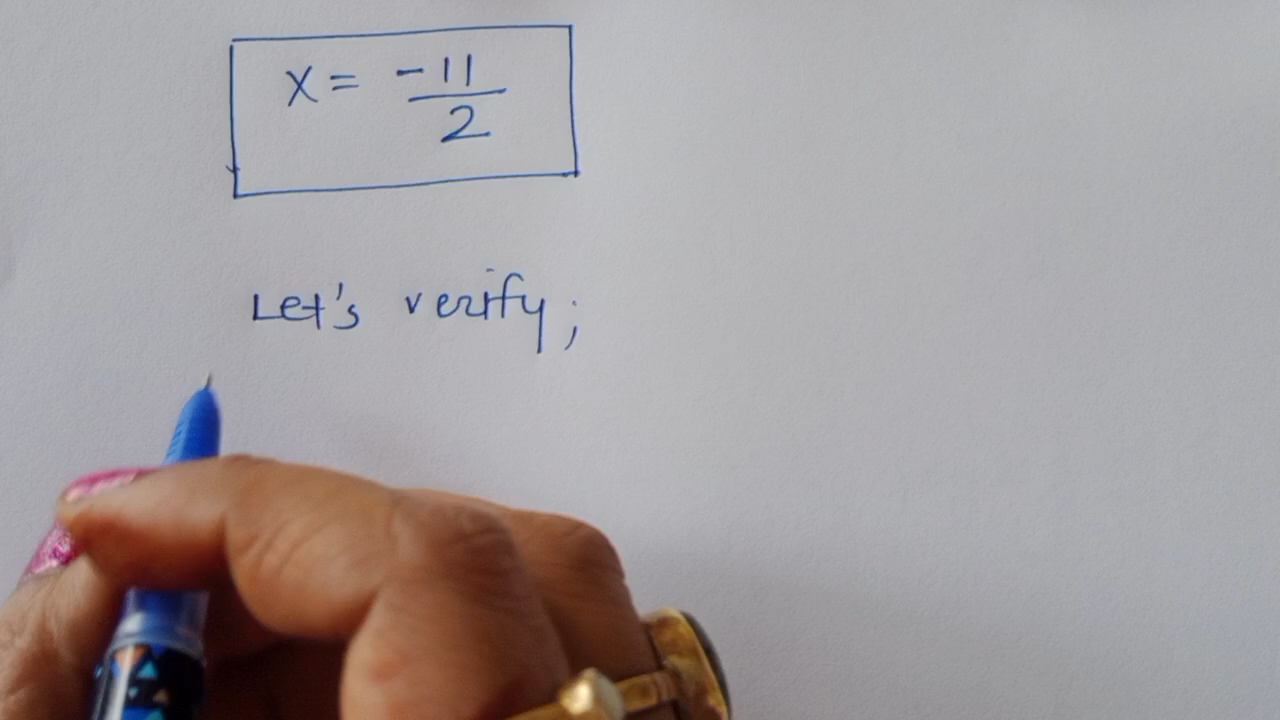 x = -11/2
Let's verify;